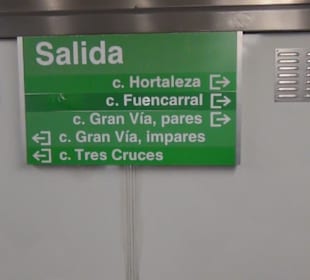 Salida
c. Hortaleza
c. Fuencarral
c. Gran Vía, pares
c. Gran Vía, impares
c. Tres Cruces